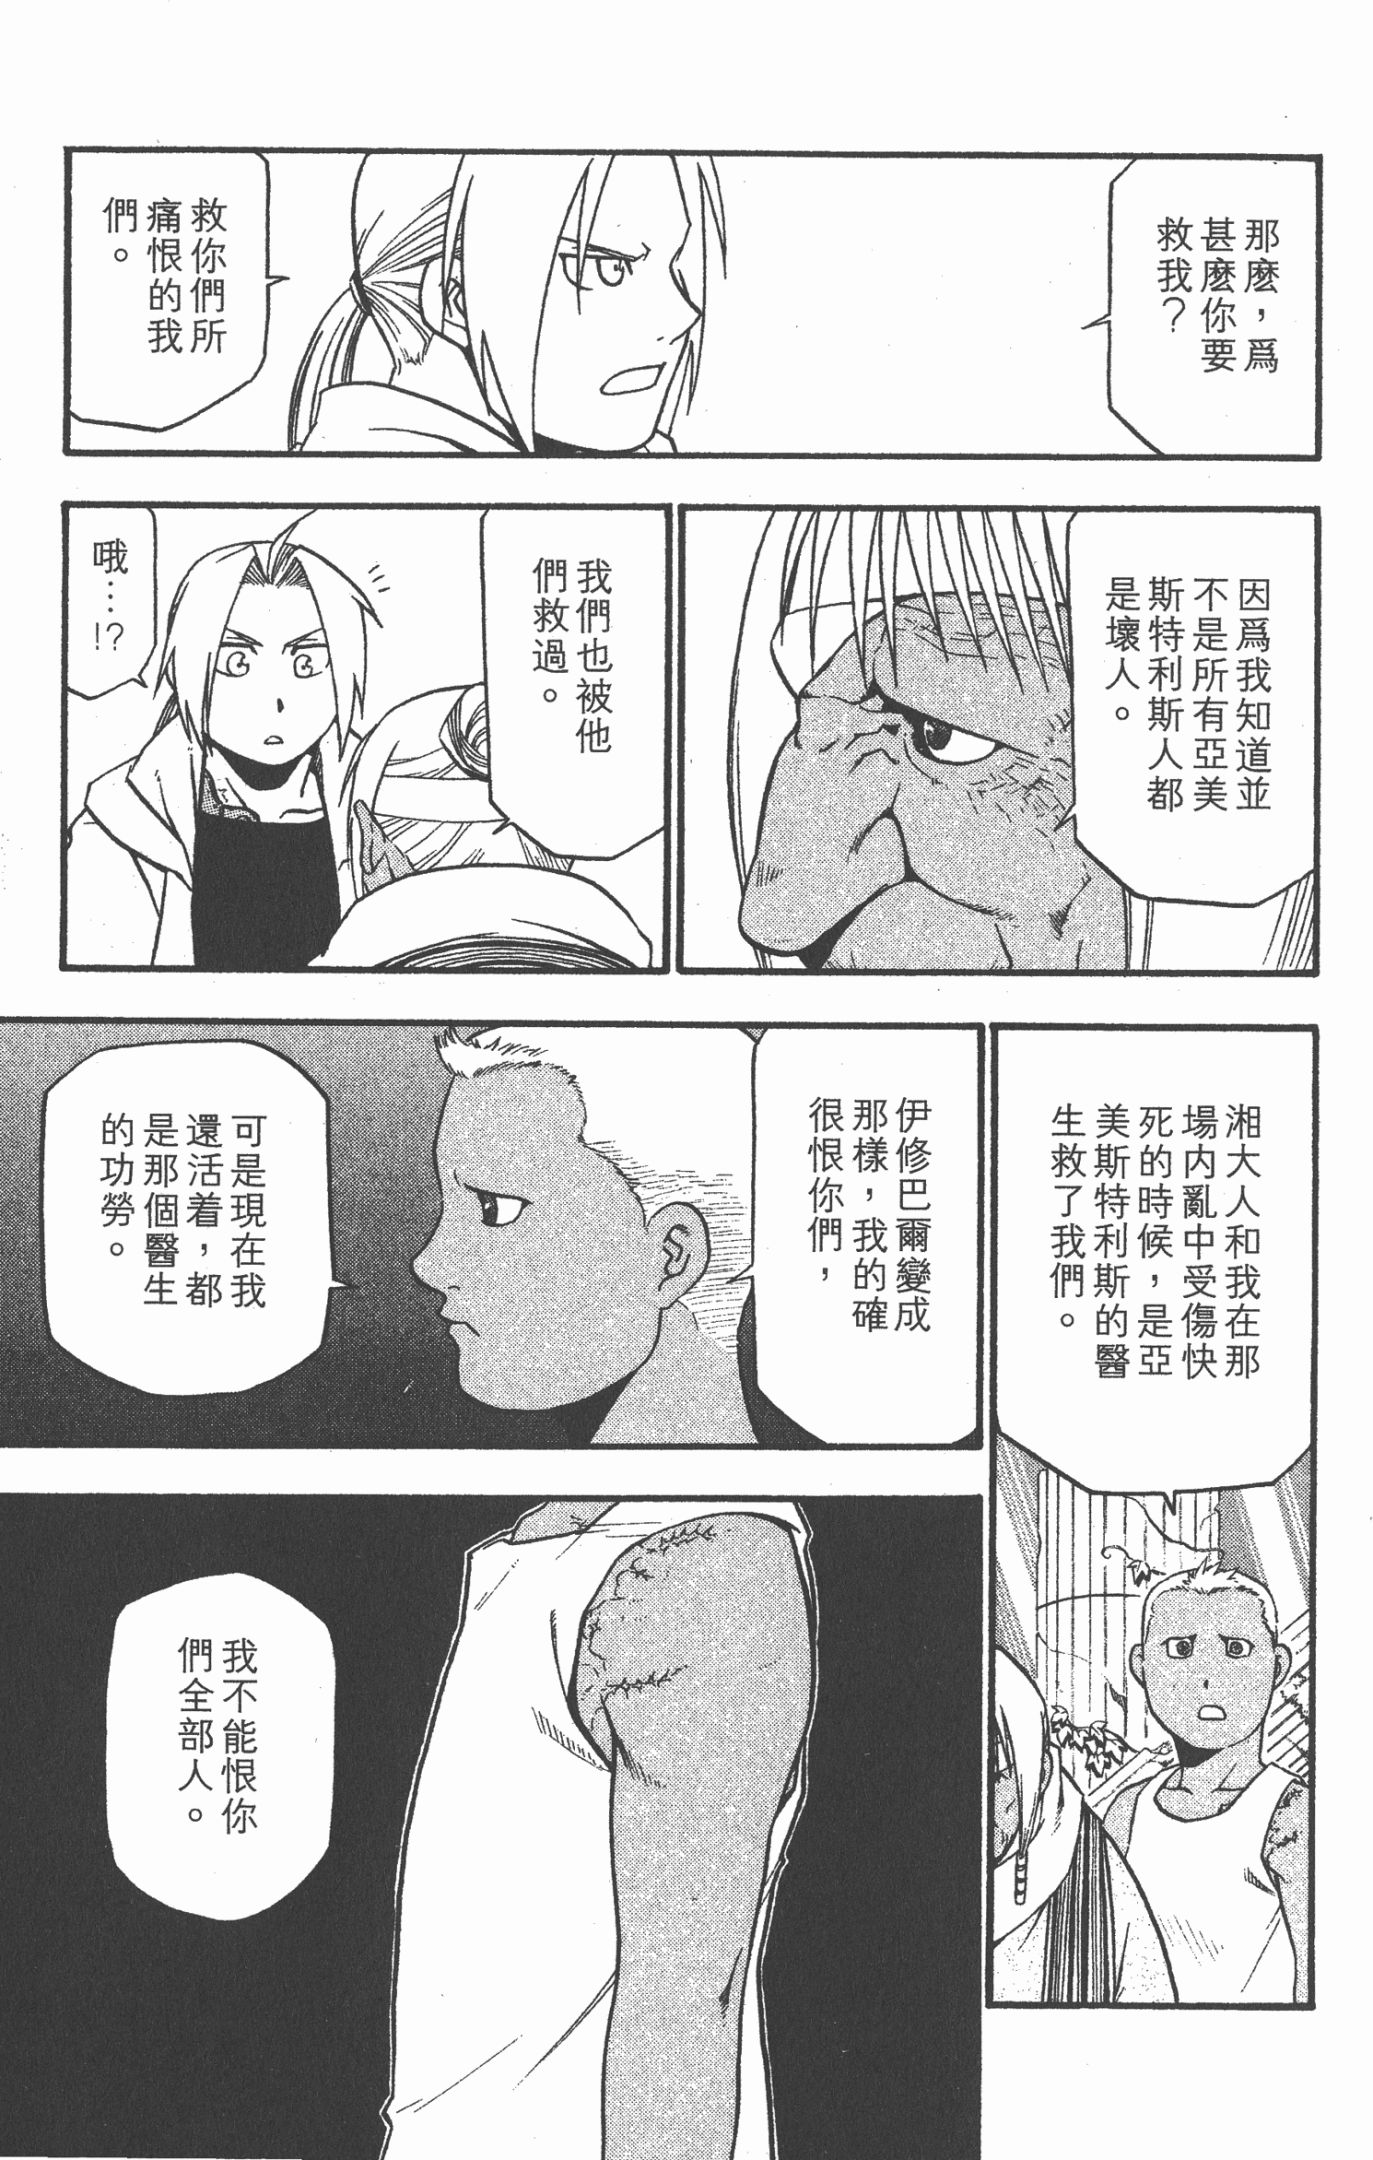 那麽，爲
甚麽你要
救我？
救你們所
痛恨的我
們。
因爲我知道並
不是所有亞美
斯特利斯人都
是壞人。
我們也被他
們救過。
哦…!?
湘大人和我在那
場内亂中受傷快
死的時候，是亞
美斯特利斯的醫
生救了我們。
伊修巴爾變成
那樣，我的確
很恨你們，
可是現在我
還活着，都
是那個醫生
的功勞。
我不能恨你
們全部人。